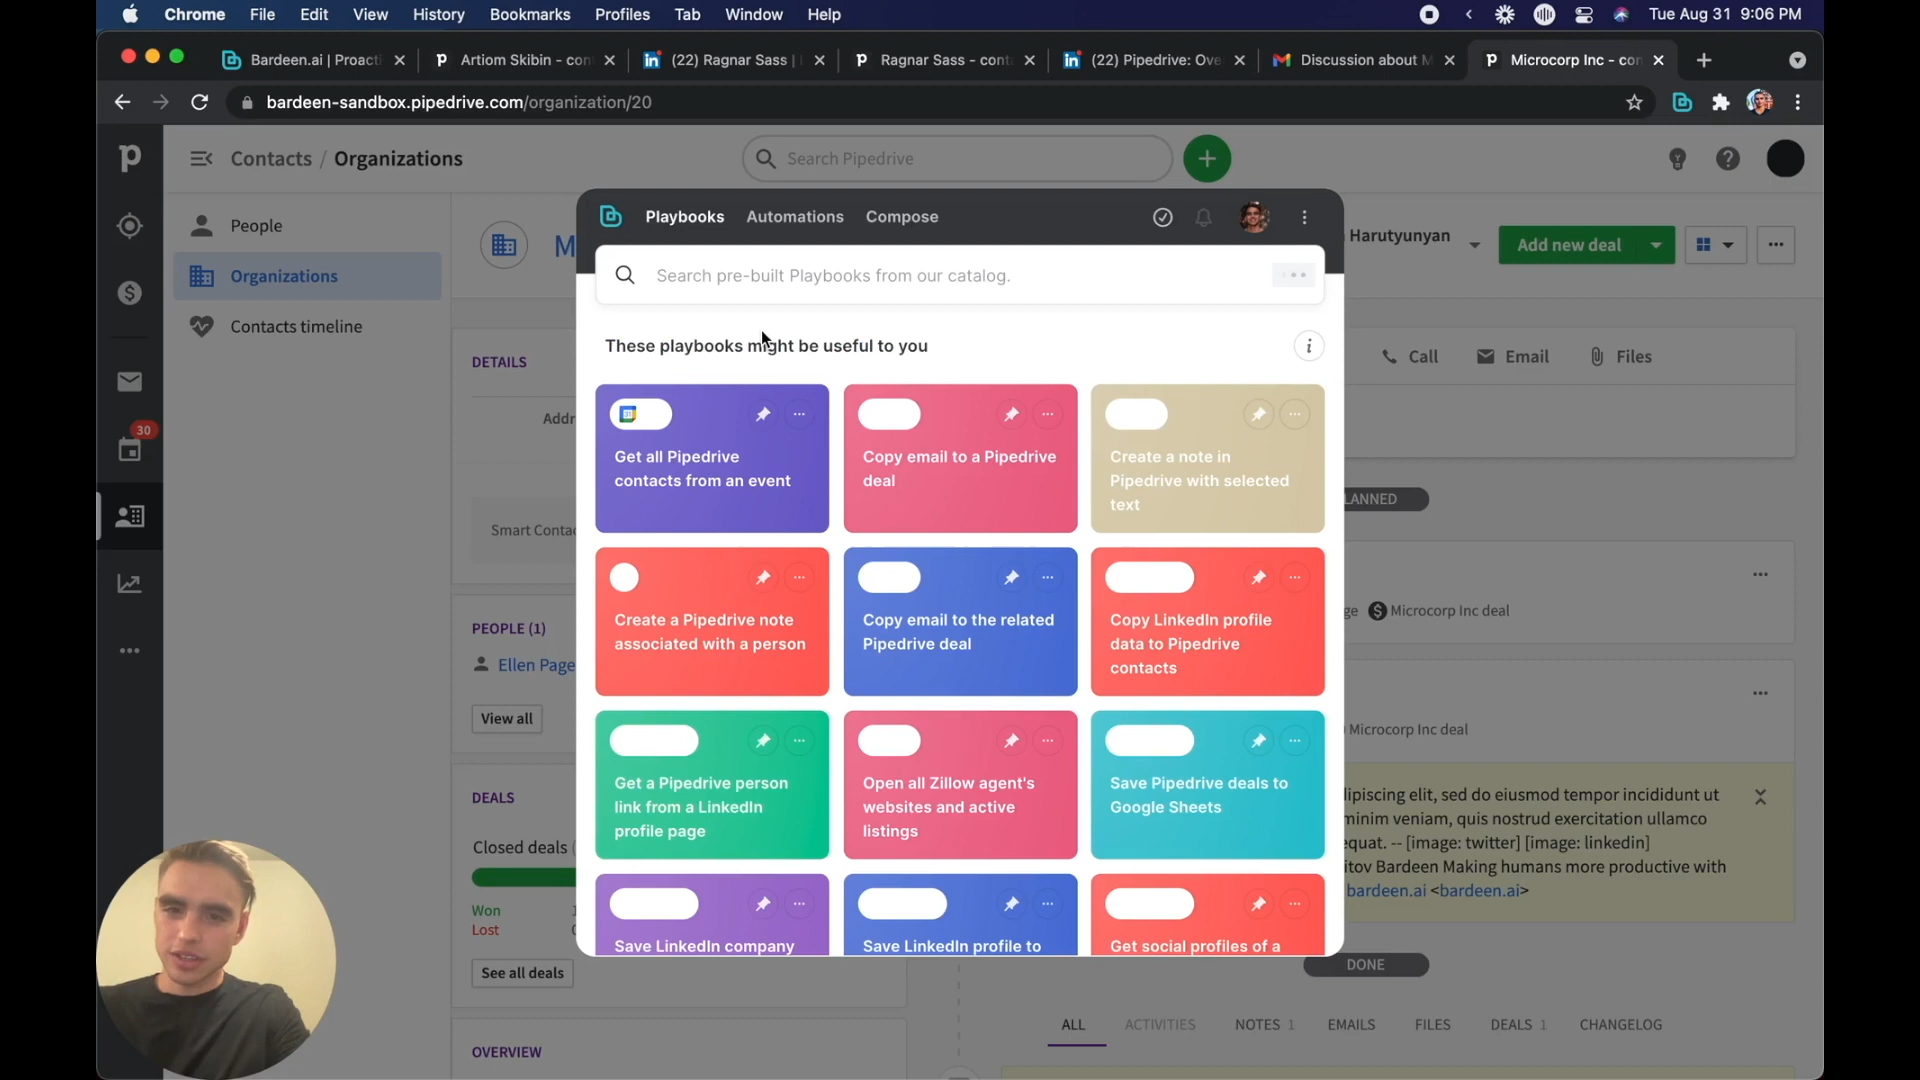 Chrome File Edit View History Bookmarks Profiles Tab Window Help
Tue Aug 31 9:06 PM
Bardeen.ai | Proacti
Artiom Skibin - con
(22) Ragnar Sass | L
Ragnar Sass - conta
(22) Pipedrive: Ove
Discussion about M
Microcorp Inc - con
bardeen-sandbox.pipedrive.com/organization/20
Contacts / Organizations
Search Pipedrive
People
Organizations
Contacts timeline
30
M
Harutyunyan
Add new deal
Playbooks Automations Compose
Search pre-built Playbooks from our catalog.
These playbooks might be useful to you
i
Get all Pipedrive
contacts from an event
Copy email to a Pipedrive
deal
Create a note in
Pipedrive with selected
text
Create a Pipedrive note
associated with a person
Copy email to the related
Pipedrive deal
Copy LinkedIn profile
data to Pipedrive
contacts
Get a Pipedrive person
link from a LinkedIn
profile page
Open all Zillow agent's
websites and active
listings
Save Pipedrive deals to
Google Sheets
Save LinkedIn company
Save LinkedIn profile to
Get social profiles of a
DETAILS
Addr
Smart Contac
PEOPLE (1)
Ellen Page
View all
DEALS
Closed deals
Won
Lost
See all deals
OVERVIEW
Call
Email
Files
LANNED
ge Microcorp Inc deal
Microcorp Inc deal
dipiscing elit, sed do eiusmod tempor incididunt ut
minim veniam, quis nostrud exercitation ullamco
equat. -- [image: twitter] [image: linkedin]
itov Bardeen Making humans more productive with
bardeen.ai <bardeen.ai>
DONE
ALL ACTIVITIES NOTES 1 EMAILS FILES DEALS 1 CHANGELOG